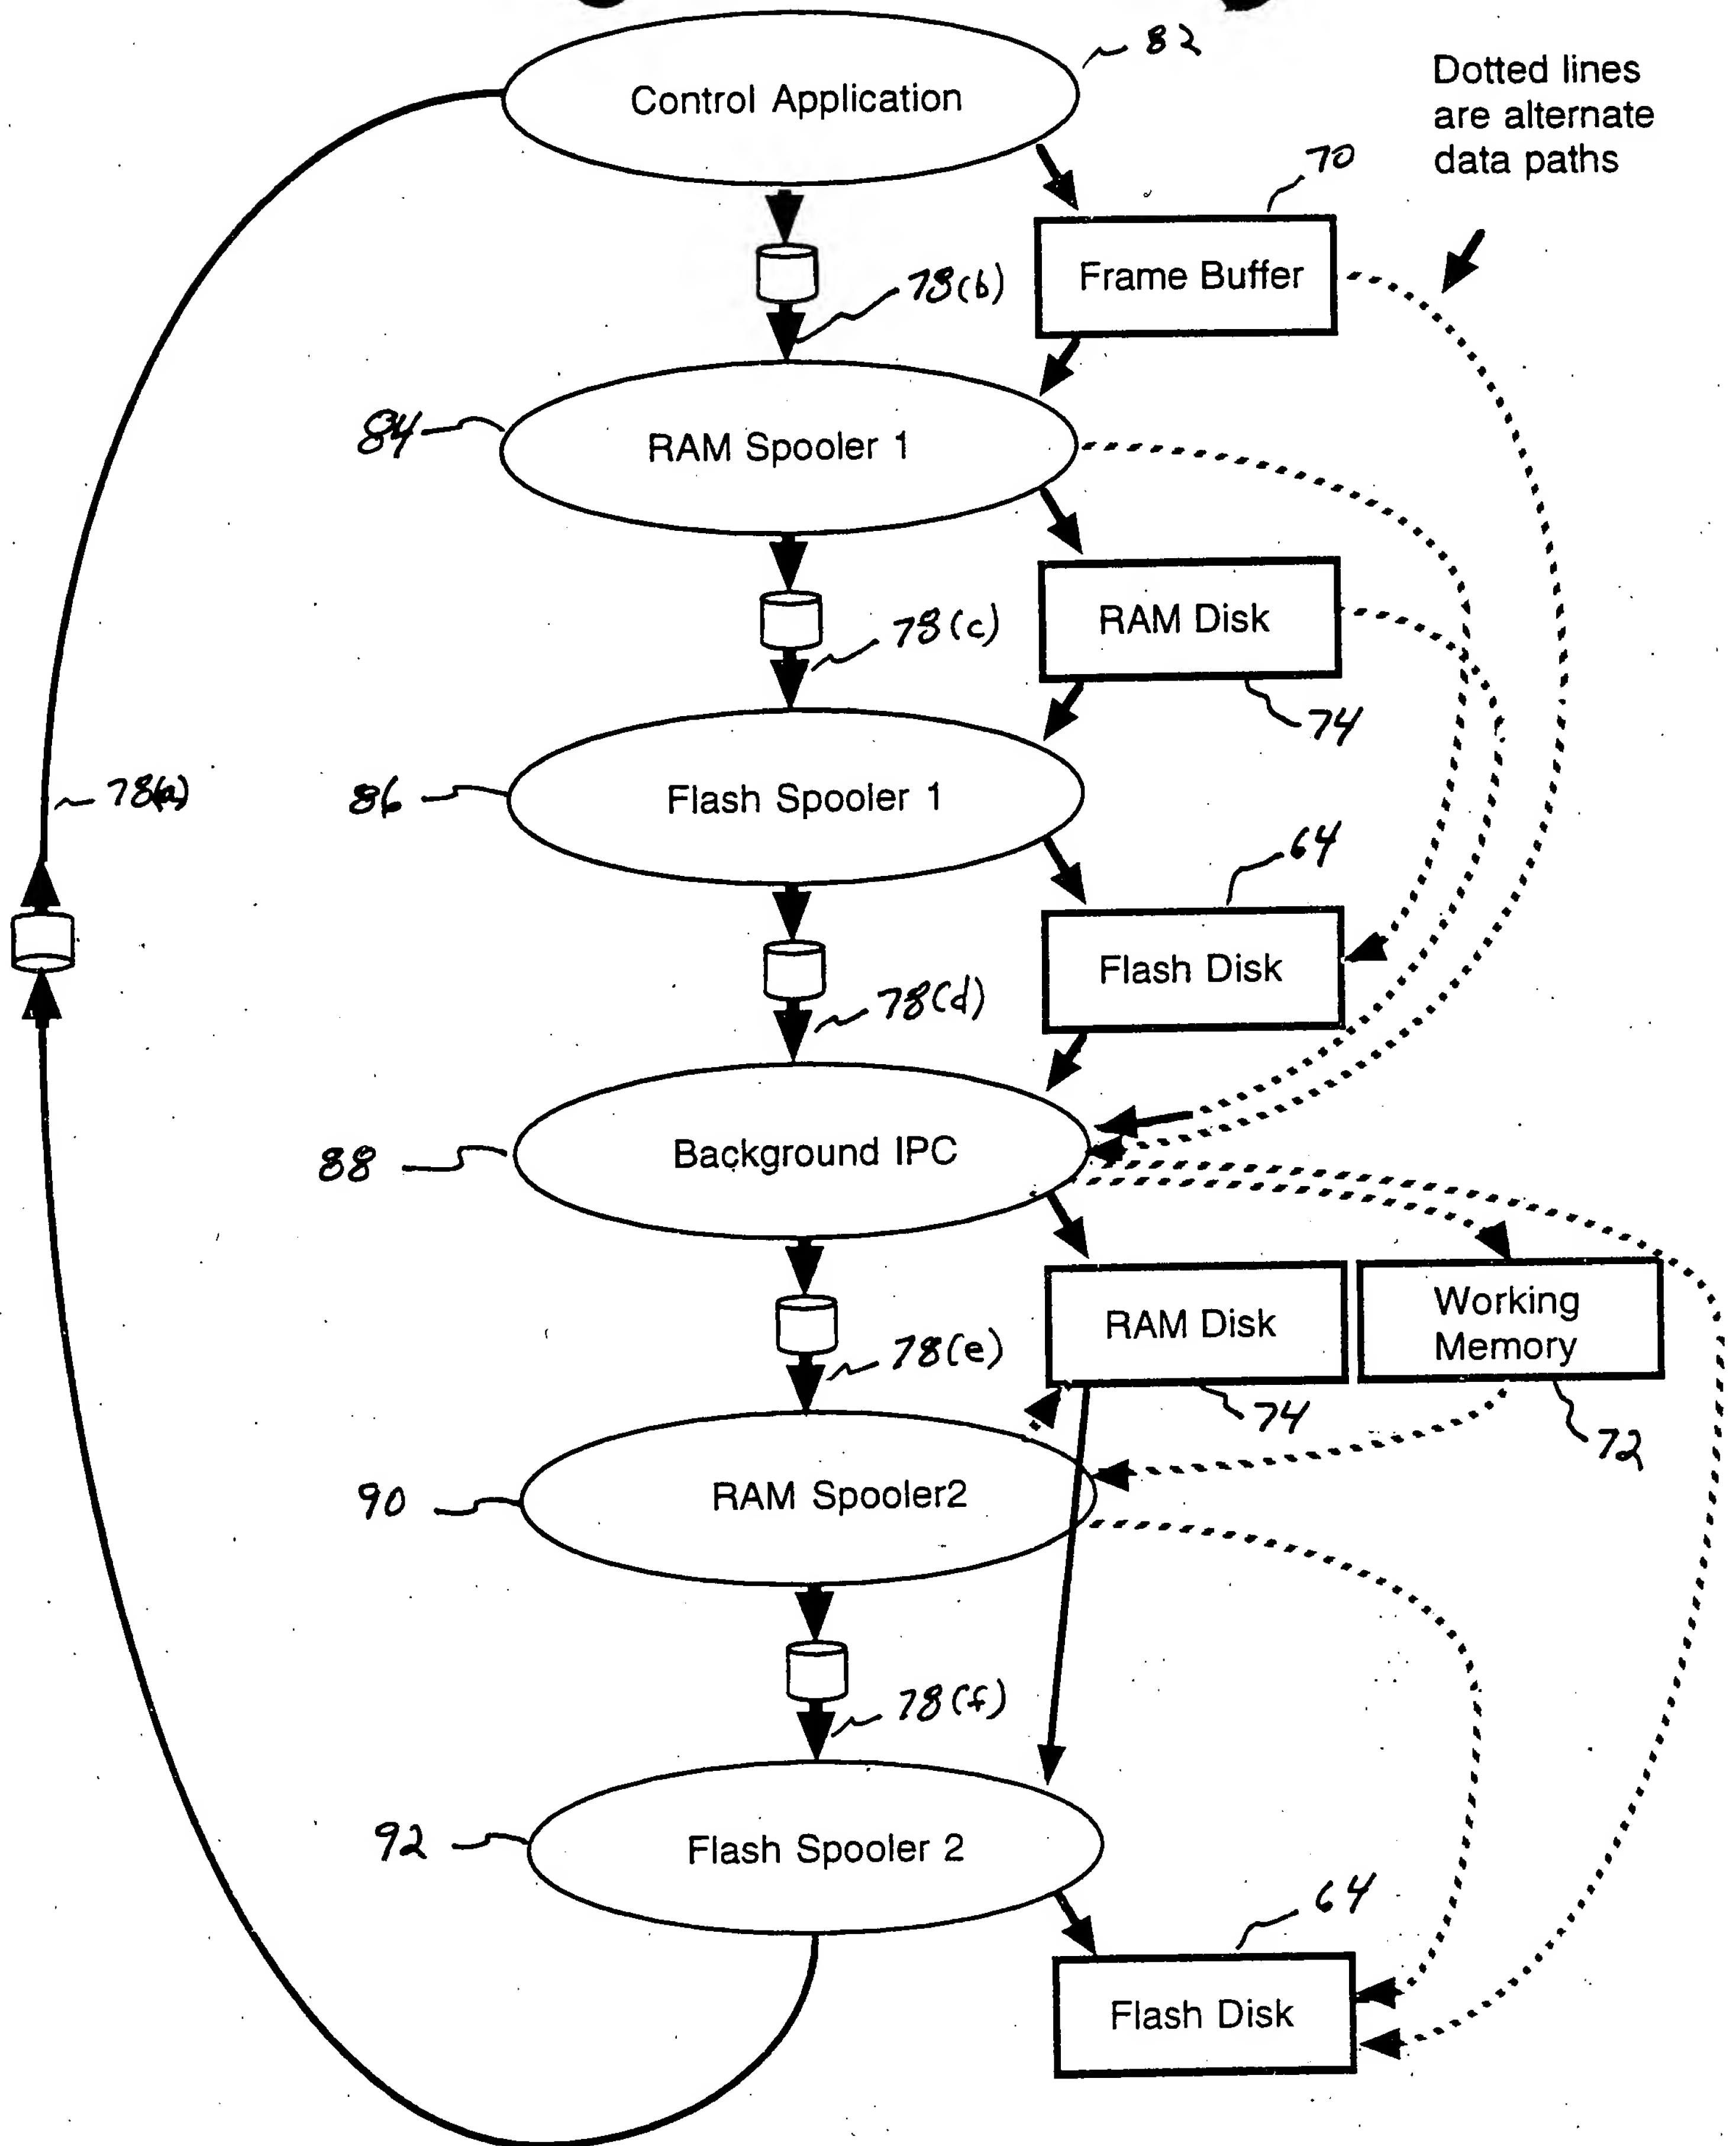 82
Control Application
Dotted lines
are alternate
data paths
70
78(b)
Frame Buffer
84
RAM Spooler 1
78(c)
RAM Disk
74
78(a)
86
Flash Spooler 1
64
78(d)
Flash Disk
88
Background IPC
78(e)
RAM Disk
Working
Memory
74
72
90
RAM Spooler2
78(f)
92
Flash Spooler 2
64
Flash Disk